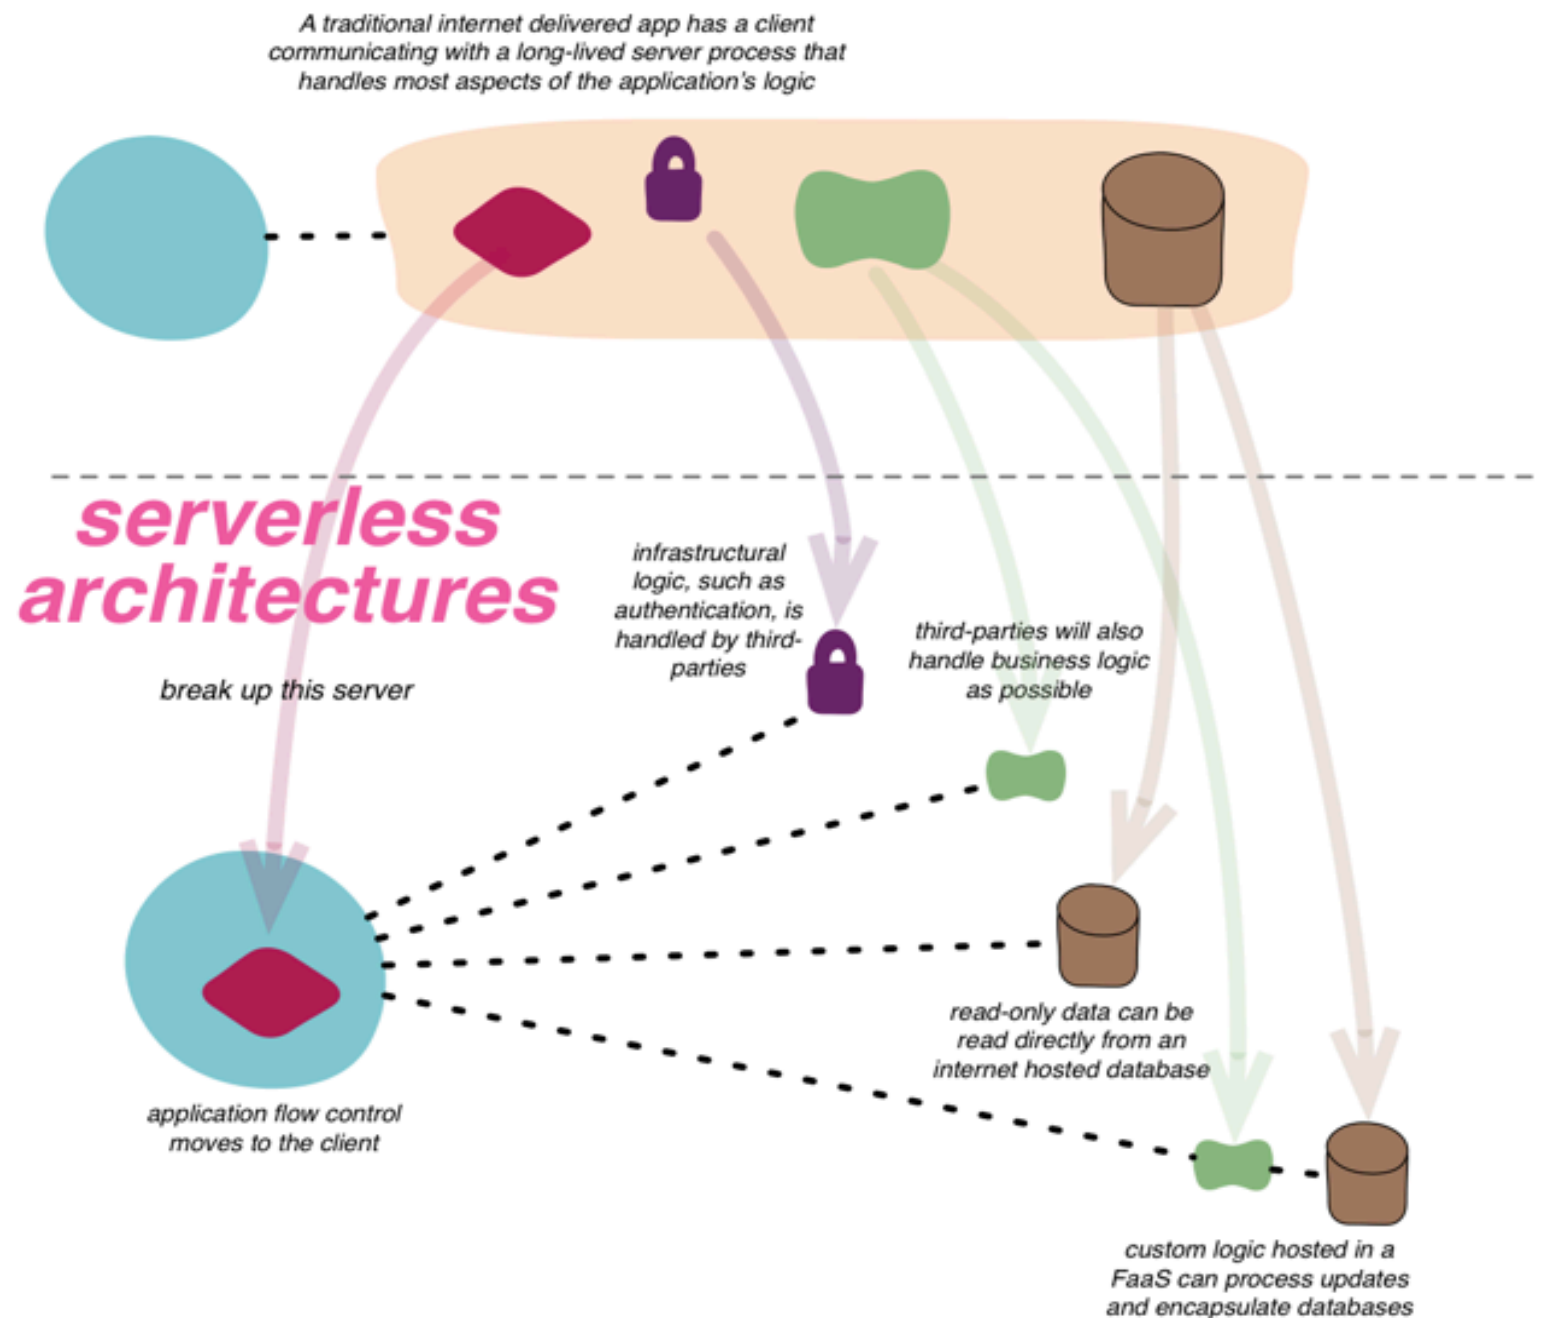 A traditional internet delivered app has a client
communicating with a long-lived server process that
handles most aspects of the application's logic
serverless
architectures
break up this server
infrastructural
logic, such as
authentication, is
handled by third-
parties
third-parties will also
handle business logic
as possible
read-only data can be
read directly from an
internet hosted database
application flow control
moves to the client
custom logic hosted in a
FaaS can process updates
and encapsulate databases